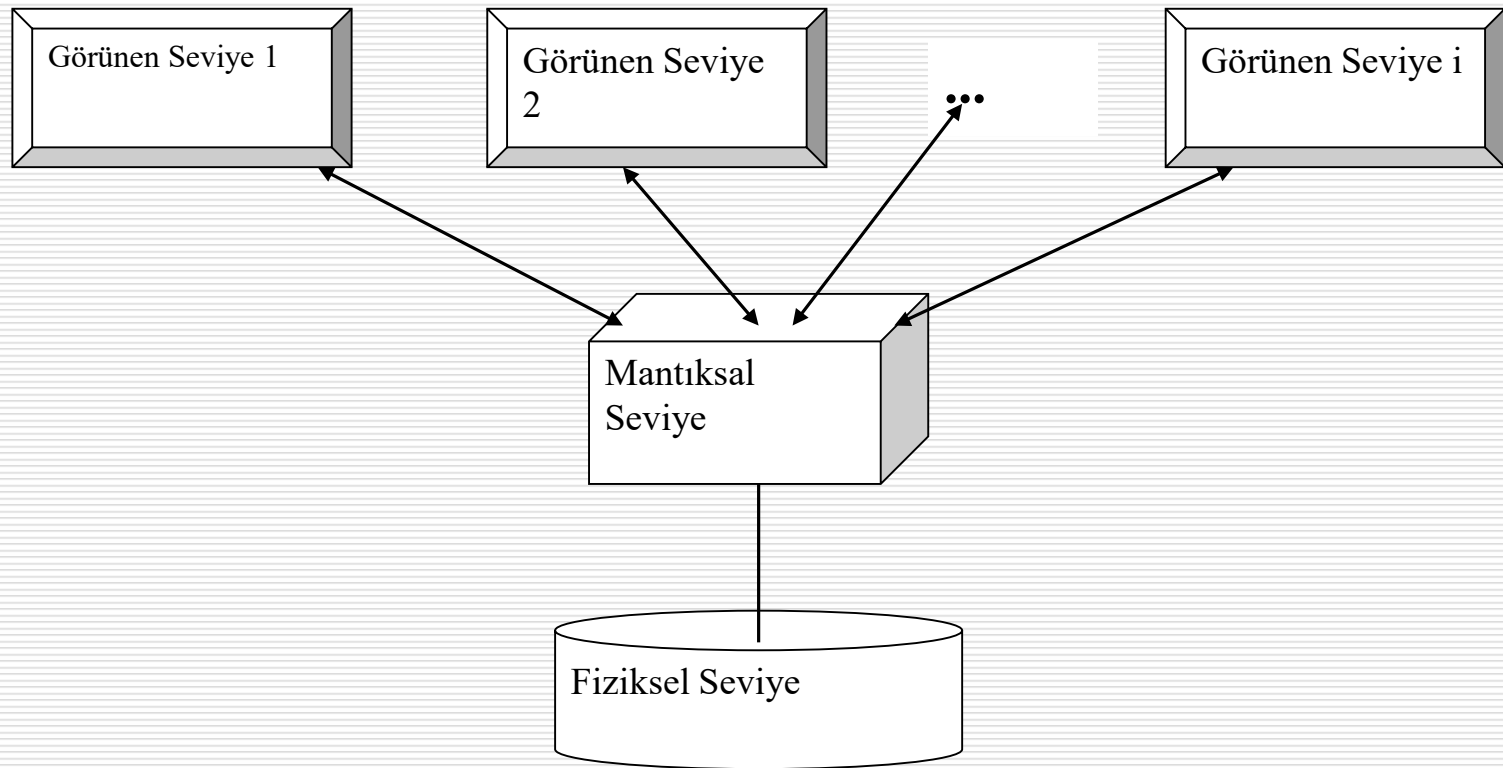 Görünen Seviye 1
Görünen Seviye
2
...
Görünen Seviye i
Mantıksal
Seviye
Fiziksel Seviye